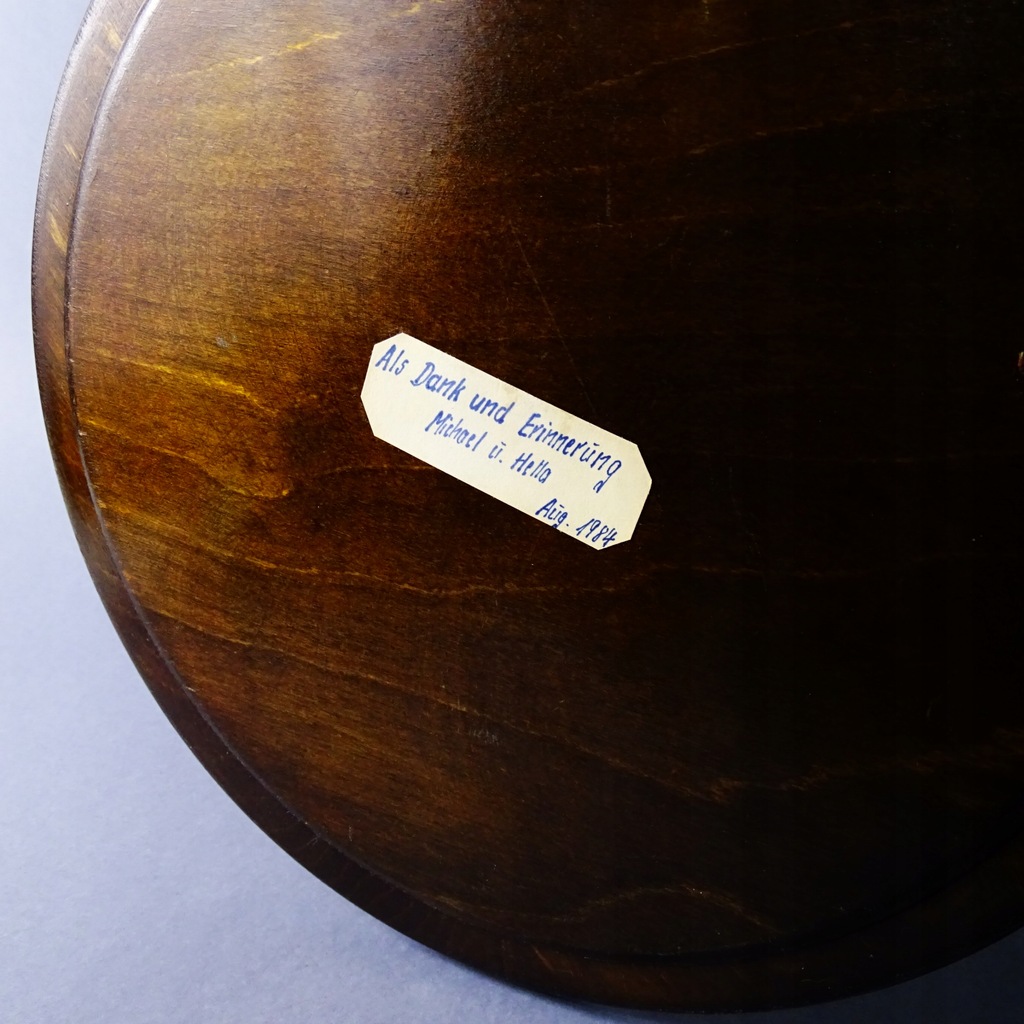 Als Dank und Erinnerung
Michael u. Hella
Aug. 1984